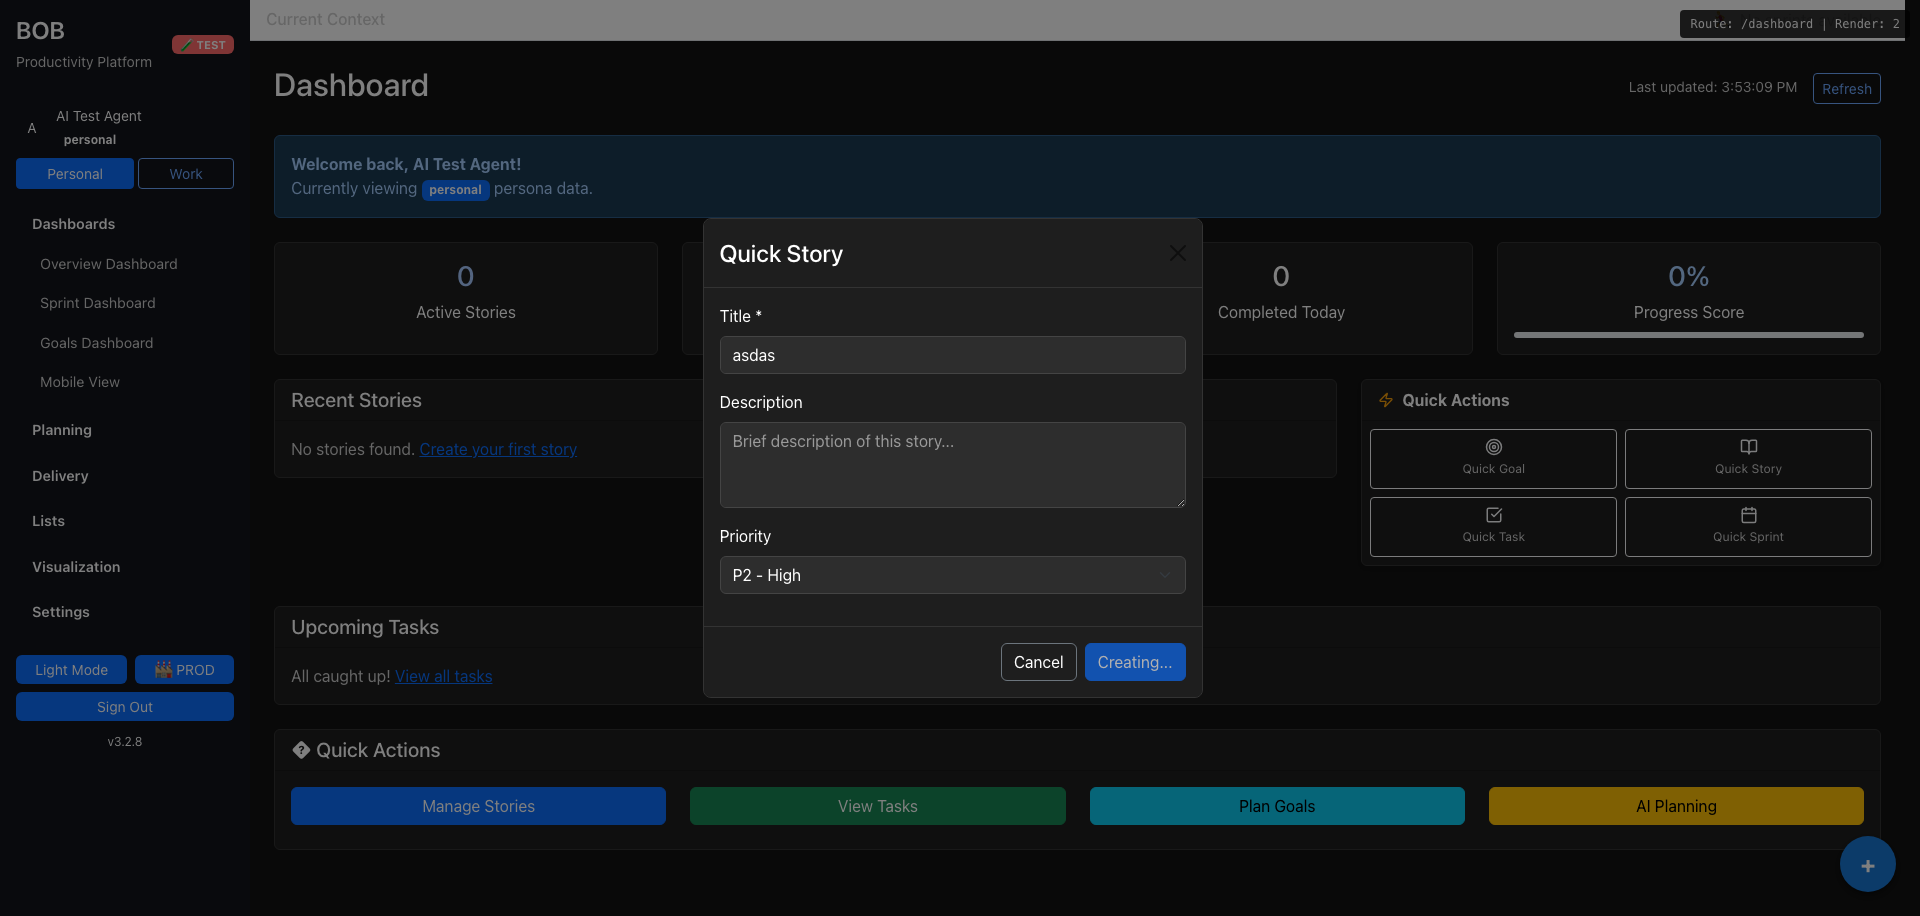 BOB
TEST
Productivity Platform
A
AI Test Agent
personal
Personal
Work
Dashboards
Overview Dashboard
Sprint Dashboard
Goals Dashboard
Mobile View
Planning
Delivery
Lists
Visualization
Settings
Light Mode
PROD
Sign Out
v3.2.8
Current Context
Route: /dashboard | Render: 2
Dashboard
Last updated: 3:53:09 PM
Refresh
Welcome back, AI Test Agent!
Currently viewing personal persona data.
0
Active Stories
0
Completed Today
0%
Progress Score
Recent Stories
No stories found. Create your first story
Quick Actions
Quick Goal
Quick Story
Quick Task
Quick Sprint
Quick Story
Title *
asdas
Description
Brief description of this story...
Priority
P2 - High
Cancel
Creating...
Upcoming Tasks
All caught up! View all tasks
Quick Actions
Manage Stories
View Tasks
Plan Goals
AI Planning
+